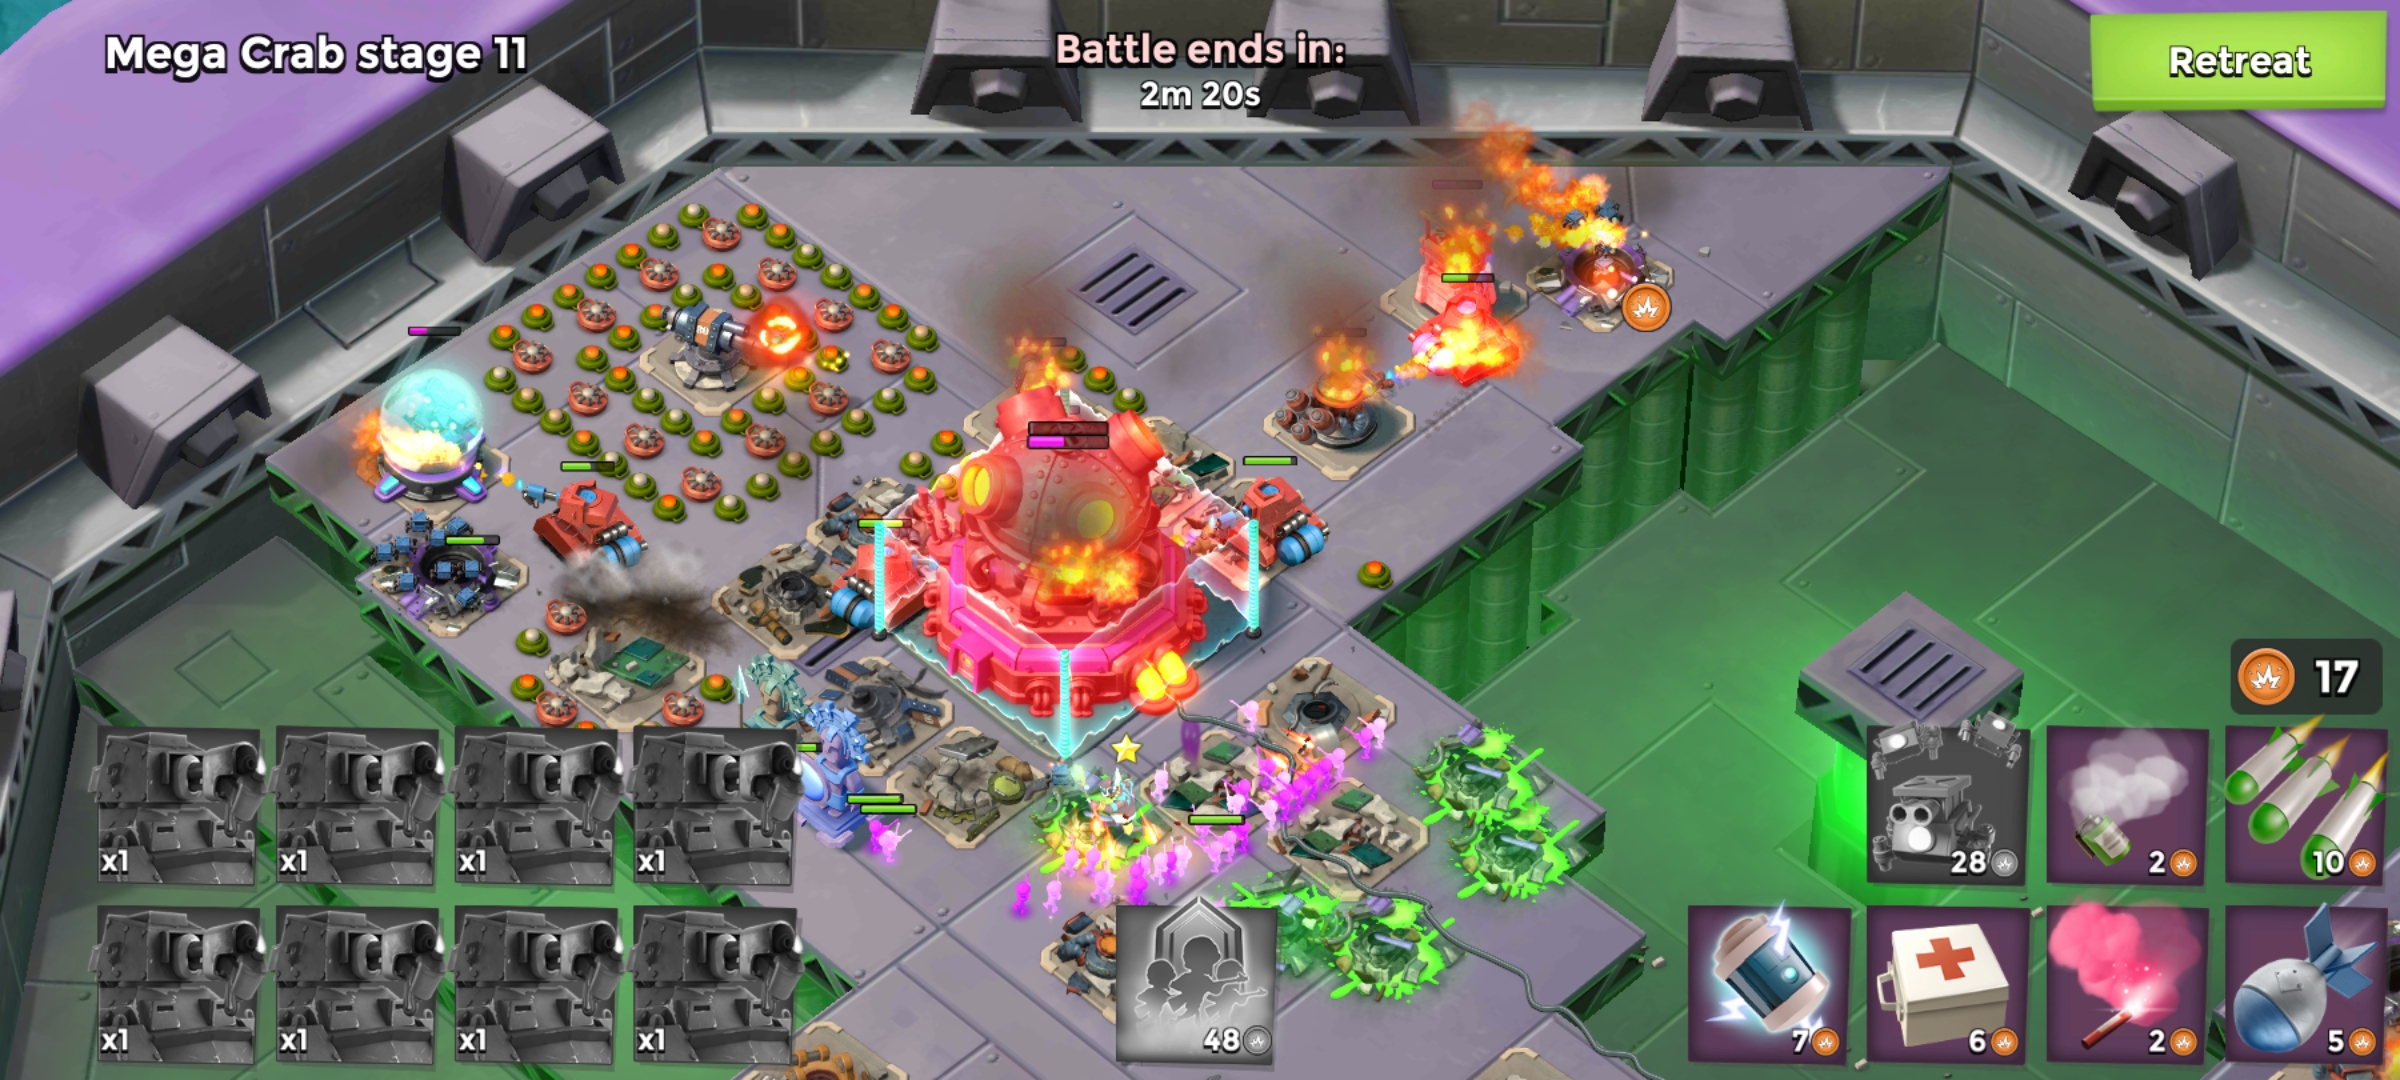 Mega Crab stage 11
Battle ends in:
2m 20s
Retreat
17
x1
x1
x1
x1
28
2
10
x1
x1
x1
x1
48
7
6
2
5